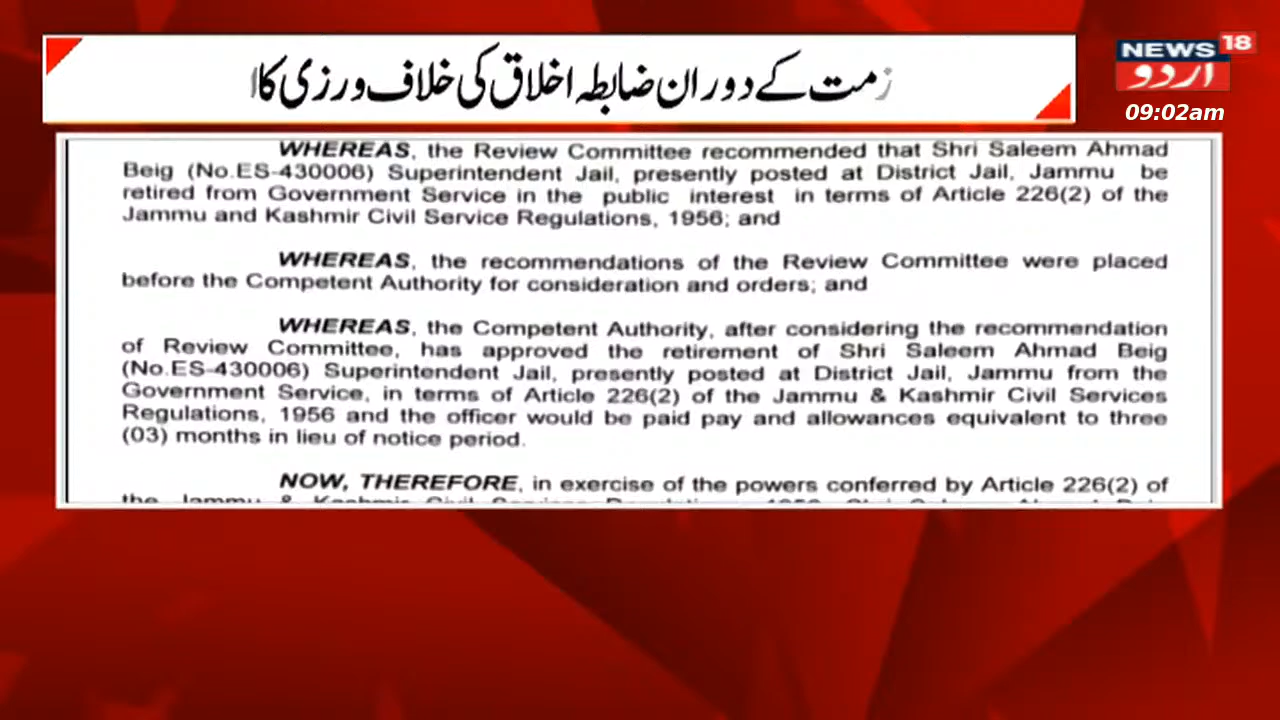 زمت کے دوران ضابطہ اخلاق کی خلاف ورزی کا
NEWS 18
اردو
09:02am
WHEREAS, the Review Committee recommended that Shri Saleem Ahmad
Beig (No.ES-430006) Superintendent Jail, presently posted at District Jail, Jammu be
retired from Government Service in the public interest in terms of Article 226(2) of the
Jammu and Kashmir Civil Service Regulations, 1956; and
WHEREAS, the recommendations of the Review Committee were placed
before the Competent Authority for consideration and orders; and
WHEREAS, the Competent Authority, after considering the recommendation
of Review Committee, has approved the retirement of Shri Saleem Ahmad Beig
(No.ES-430006) Superintendent Jail, presently posted at District Jail, Jammu from the
Government Service, in terms of Article 226(2) of the Jammu & Kashmir Civil Services
Regulations, 1956 and the officer would be paid pay and allowances equivalent to three
(03) months in lieu of notice period.
NOW, THEREFORE, in exercise of the powers conferred by Article 226(2) of